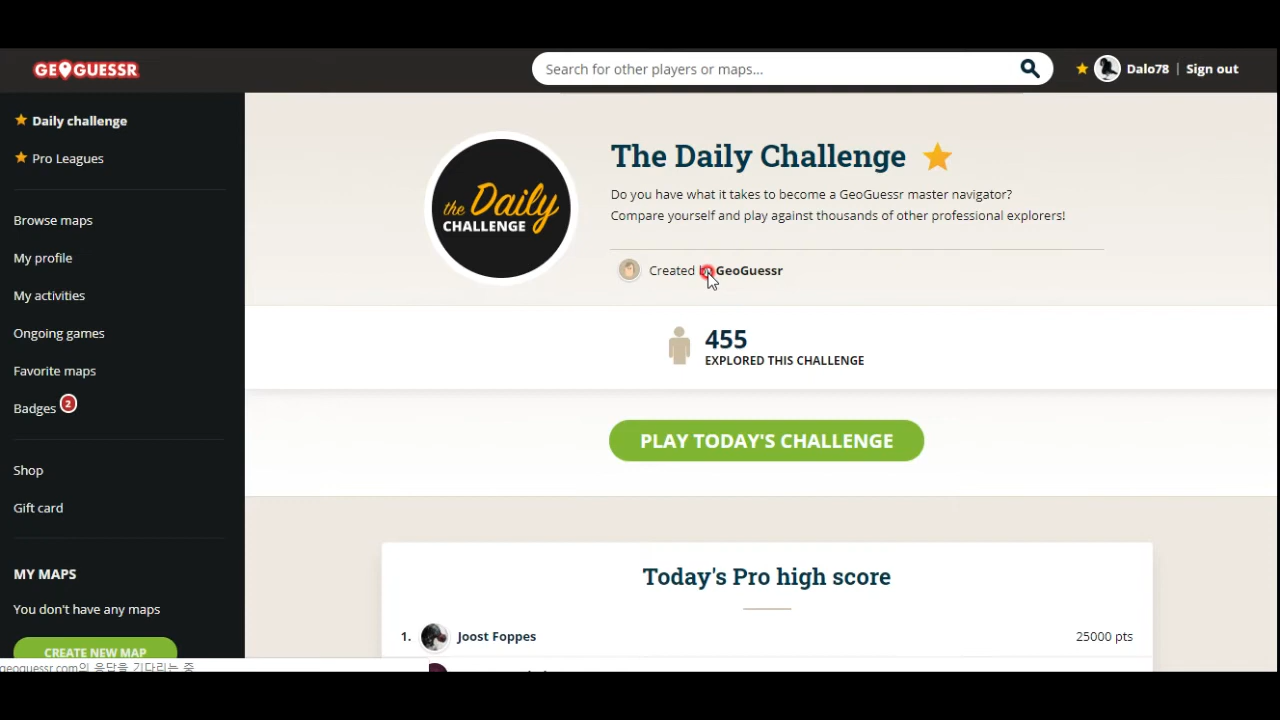 GEOGUESSR
Search for other players or maps...
Dalo78 | Sign out
Daily challenge
Pro Leagues
Browse maps
My profile
My activities
Ongoing games
Favorite maps
Badges 2
Shop
Gift card
MY MAPS
You don't have any maps
CREATE NEW MAP
geoguessr.com의 응답을 기다리는 중
the Daily
CHALLENGE
The Daily Challenge
Do you have what it takes to become a GeoGuessr master navigator?
Compare yourself and play against thousands of other professional explorers!
Created by GeoGuessr
455
EXPLORED THIS CHALLENGE
PLAY TODAY'S CHALLENGE
Today's Pro high score
1. Joost Foppes 25000 pts